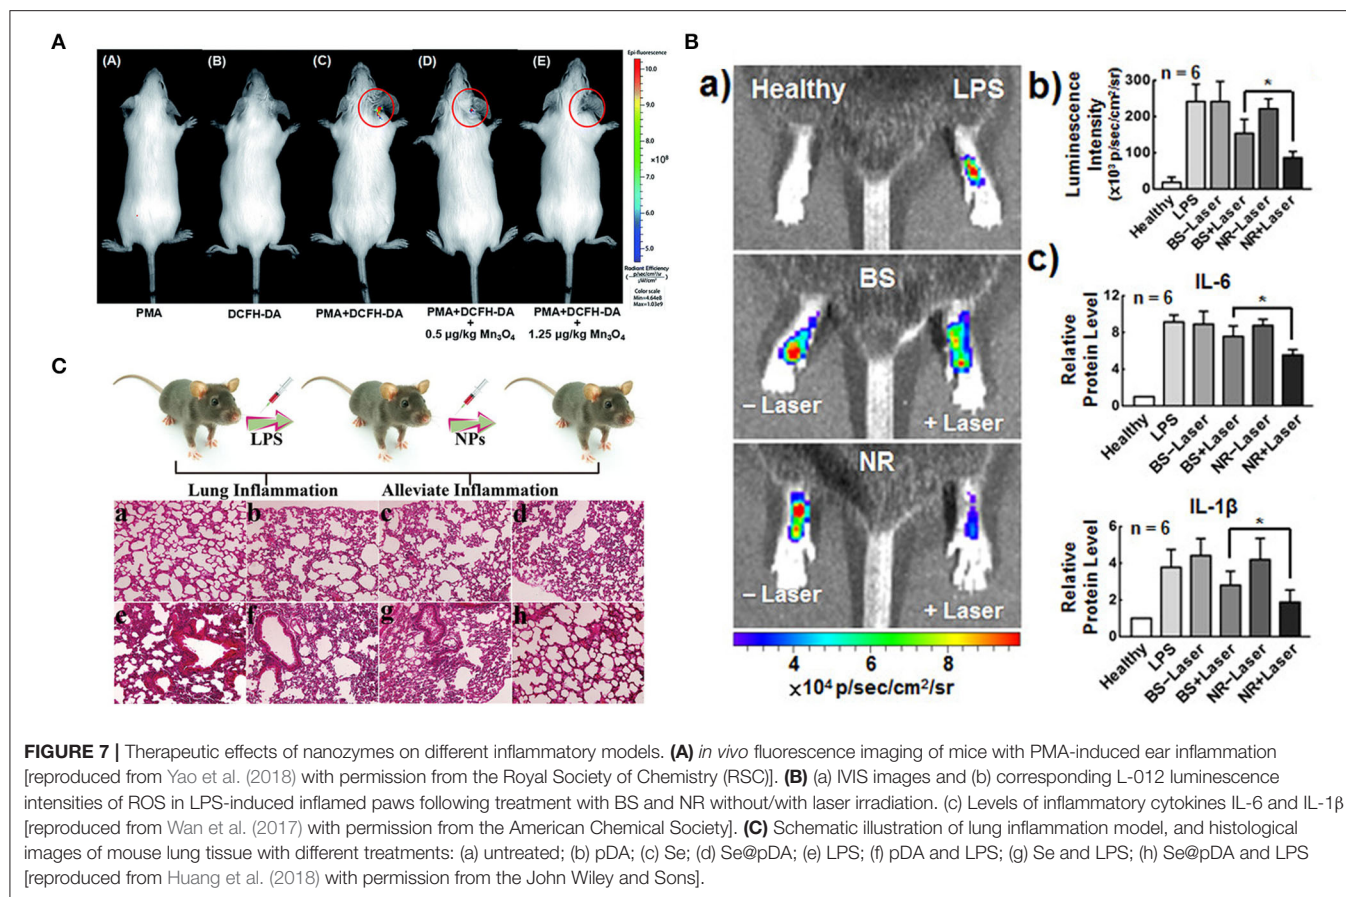 A
(A)
(B)
(C)
(D)
(E)
Epi-fluorescence
10.0
9.0
8.0
×10⁸
7.0
6.0
5.0
Radiant Efficiency
Color scale
Min=4.64e8
Max=1.03e9
PMA
DCFH-DA
PMA+DCFH-DA
PMA+DCFH-DA
+
0.5 μg/kg Mn₃O₄
PMA+DCFH-DA
+
1.25 μg/kg Mn₃O₄
B
a)
Healthy
LPS
BS
– Laser
+ Laser
NR
– Laser
+ Laser
4
6
8
×10⁴ p/sec/cm²/sr
b)
n = 6
*
Luminescence
Intensity
(×10³ p/sec/cm²/sr)
300
200
100
0
Healthy
LPS
BS–Laser
BS+Laser
NR–Laser
NR+Laser
c)
IL-6
n = 6
*
Relative
Protein Level
12
8
4
0
Healthy
LPS
BS–Laser
BS+Laser
NR–Laser
NR+Laser
IL-1β
n = 6
*
Relative
Protein Level
6
4
2
0
Healthy
LPS
BS–Laser
BS+Laser
NR–Laser
NR+Laser
C
LPS
NPs
Lung Inflammation
Alleviate Inflammation
a
b
c
d
e
f
g
h
FIGURE 7 | Therapeutic effects of nanozymes on different inflammatory models. (A) in vivo fluorescence imaging of mice with PMA-induced ear inflammation
[reproduced from Yao et al. (2018) with permission from the Royal Society of Chemistry (RSC)]. (B) (a) IVIS images and (b) corresponding L-012 luminescence
intensities of ROS in LPS-induced inflamed paws following treatment with BS and NR without/with laser irradiation. (c) Levels of inflammatory cytokines IL-6 and IL-1β
[reproduced from Wan et al. (2017) with permission from the American Chemical Society]. (C) Schematic illustration of lung inflammation model, and histological
images of mouse lung tissue with different treatments: (a) untreated; (b) pDA; (c) Se; (d) Se@pDA; (e) LPS; (f) pDA and LPS; (g) Se and LPS; (h) Se@pDA and LPS
[reproduced from Huang et al. (2018) with permission from the John Wiley and Sons].